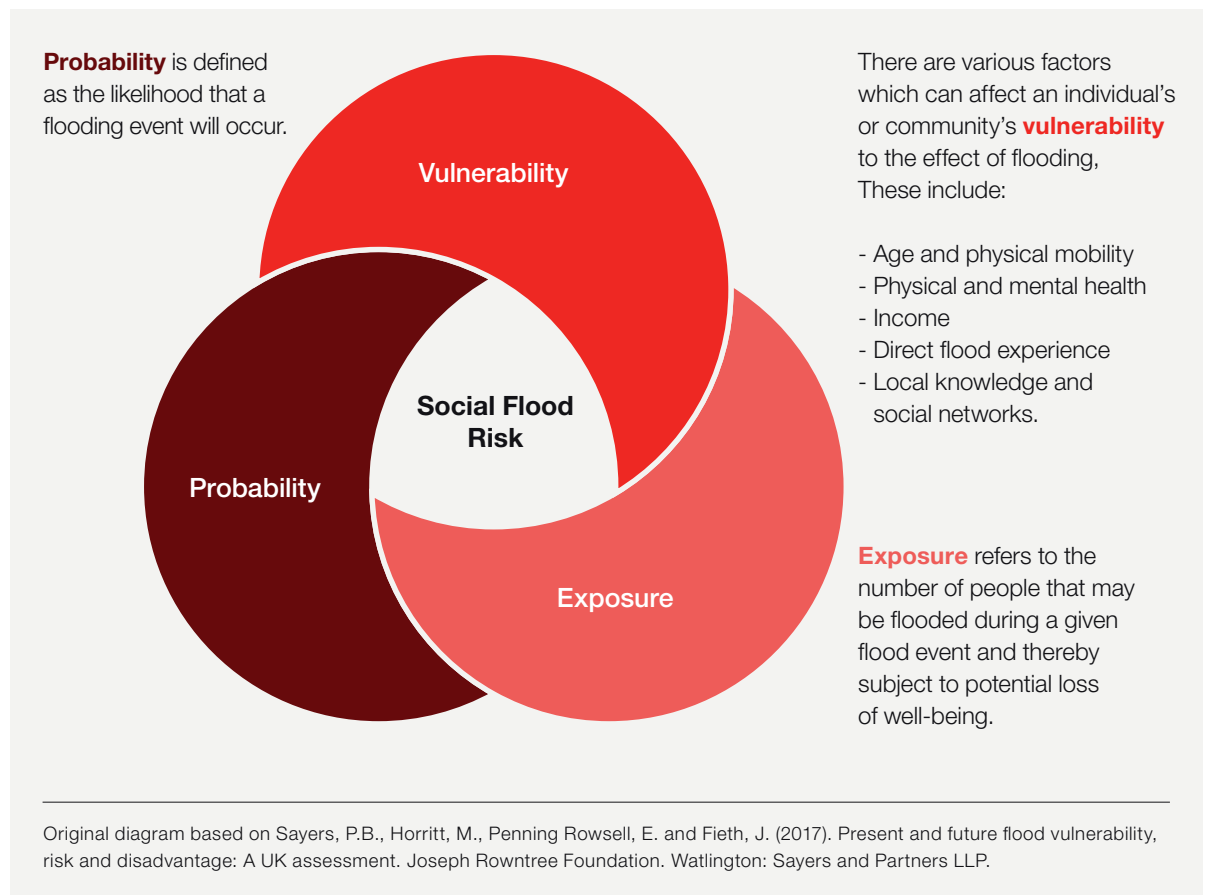 Probability is defined
as the likelihood that a
flooding event will occur.
There are various factors
which can affect an individual's
or community's vulnerability
to the effect of flooding,
These include:
- Age and physical mobility
- Physical and mental health
- Income
- Direct flood experience
- Local knowledge and
social networks.
Vulnerability
Social Flood
Risk
Probability
Exposure
Exposure refers to the
number of people that may
be flooded during a given
flood event and thereby
subject to potential loss
of well-being.
Original diagram based on Sayers, P.B., Horritt, M., Penning Rowsell, E. and Fieth, J. (2017). Present and future flood vulnerability,
risk and disadvantage: A UK assessment. Joseph Rowntree Foundation. Watlington: Sayers and Partners LLP.